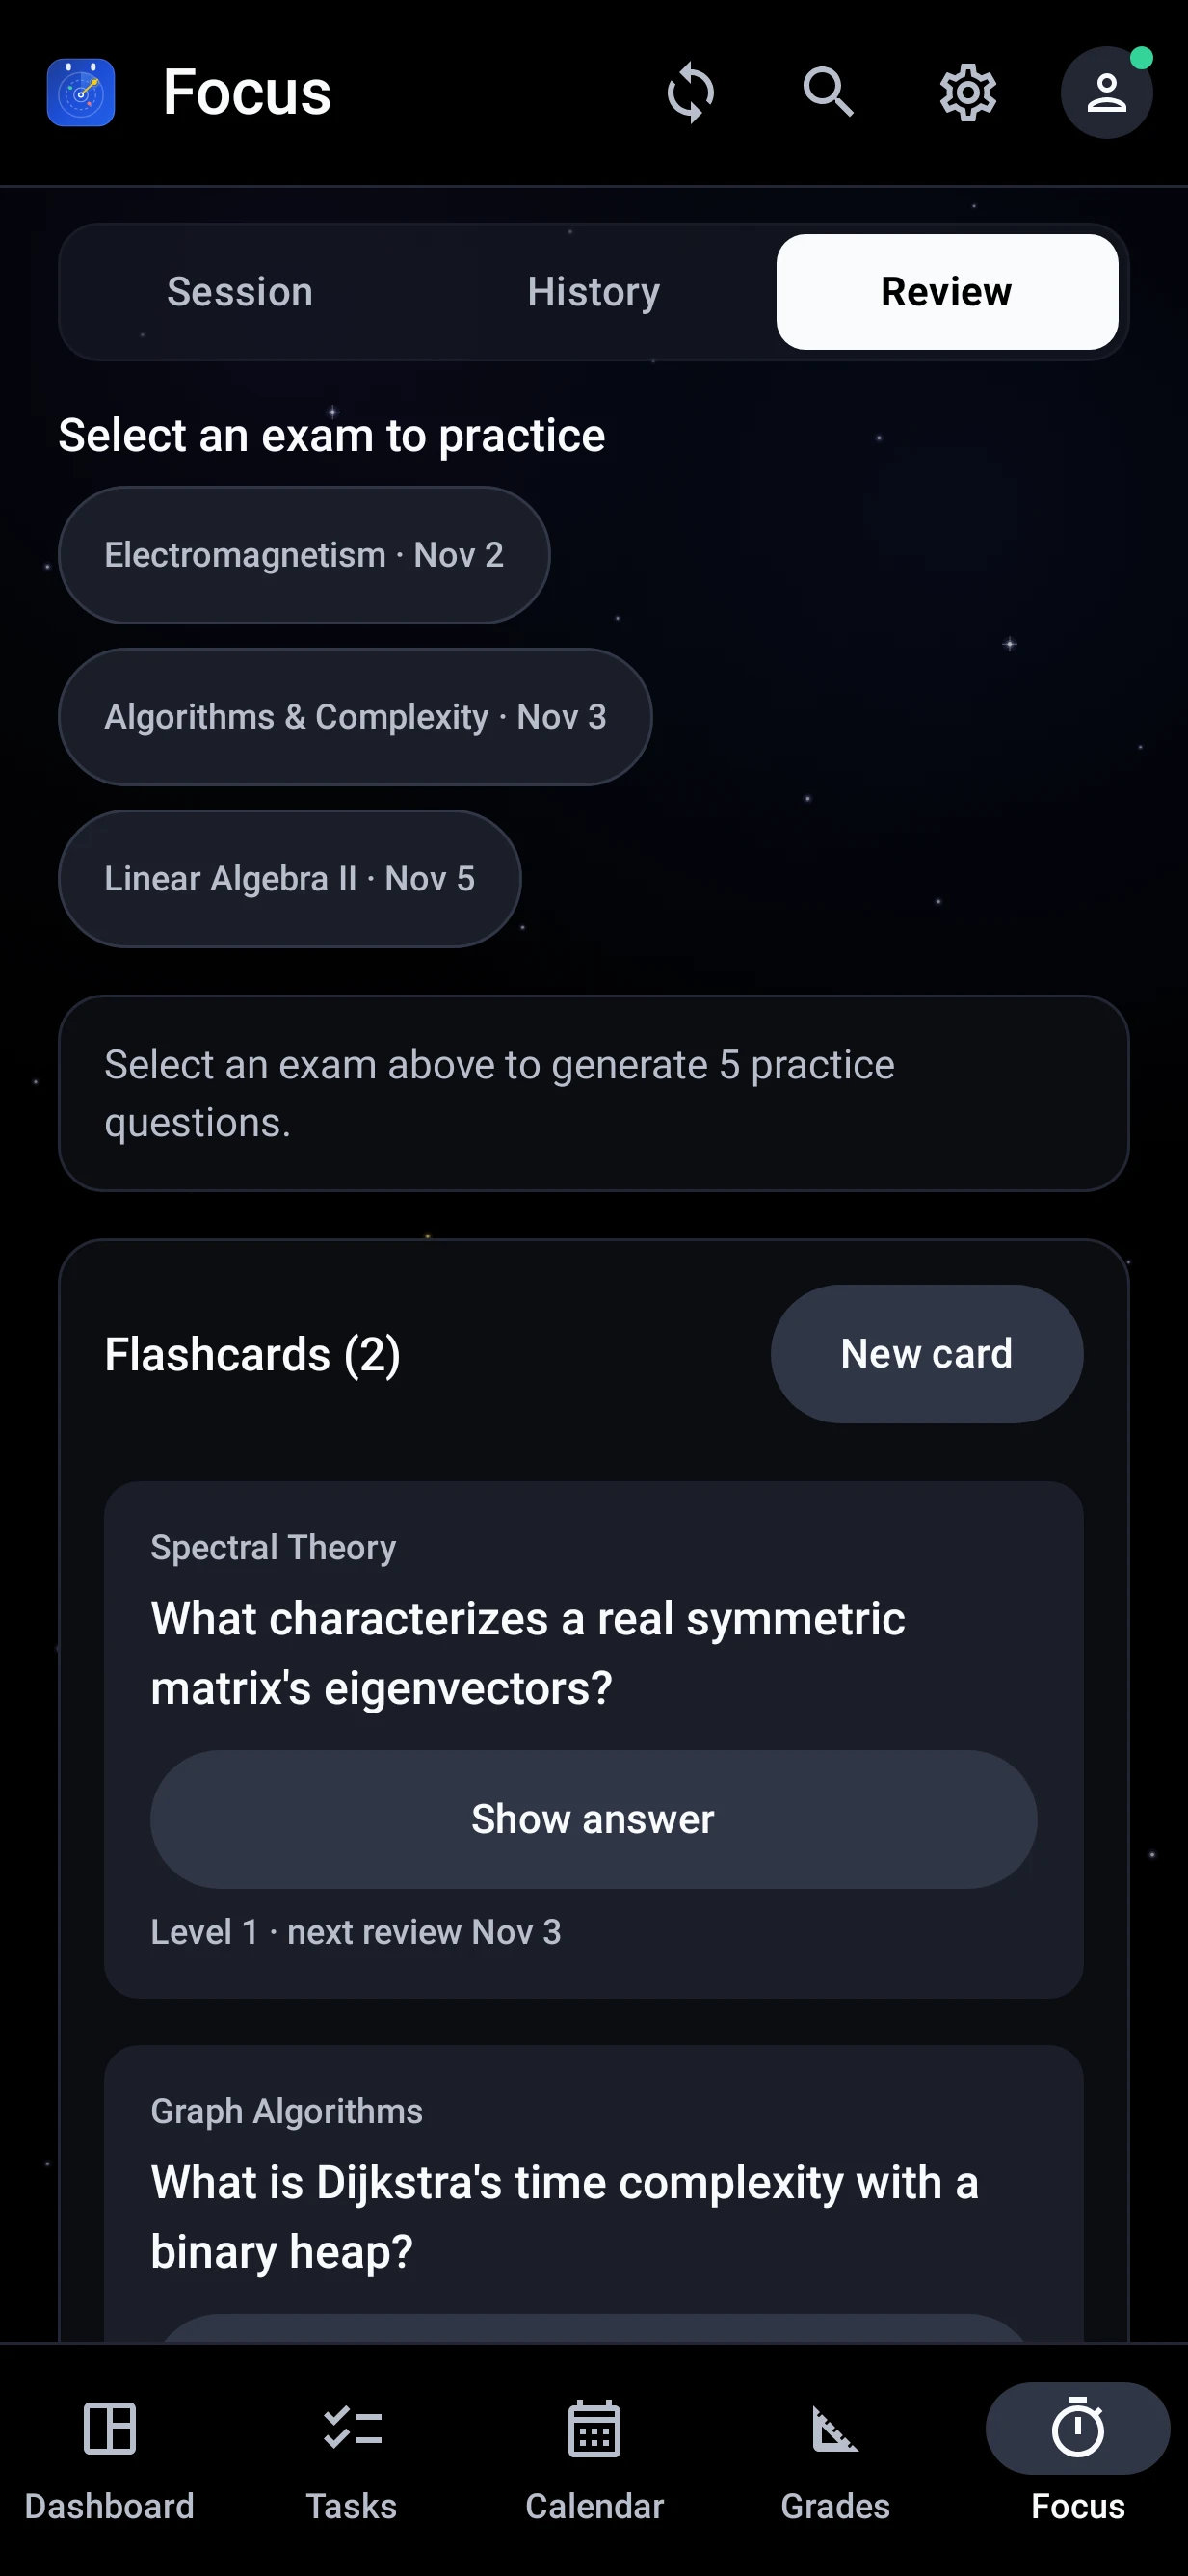 Focus
Session
History
Review
Select an exam to practice
Electromagnetism · Nov 2
Algorithms & Complexity · Nov 3
Linear Algebra II · Nov 5
Select an exam above to generate 5 practice
questions.
Flashcards (2)
New card
Spectral Theory
What characterizes a real symmetric
matrix's eigenvectors?
Show answer
Level 1 · next review Nov 3
Graph Algorithms
What is Dijkstra's time complexity with a
binary heap?
Dashboard
Tasks
Calendar
Grades
Focus